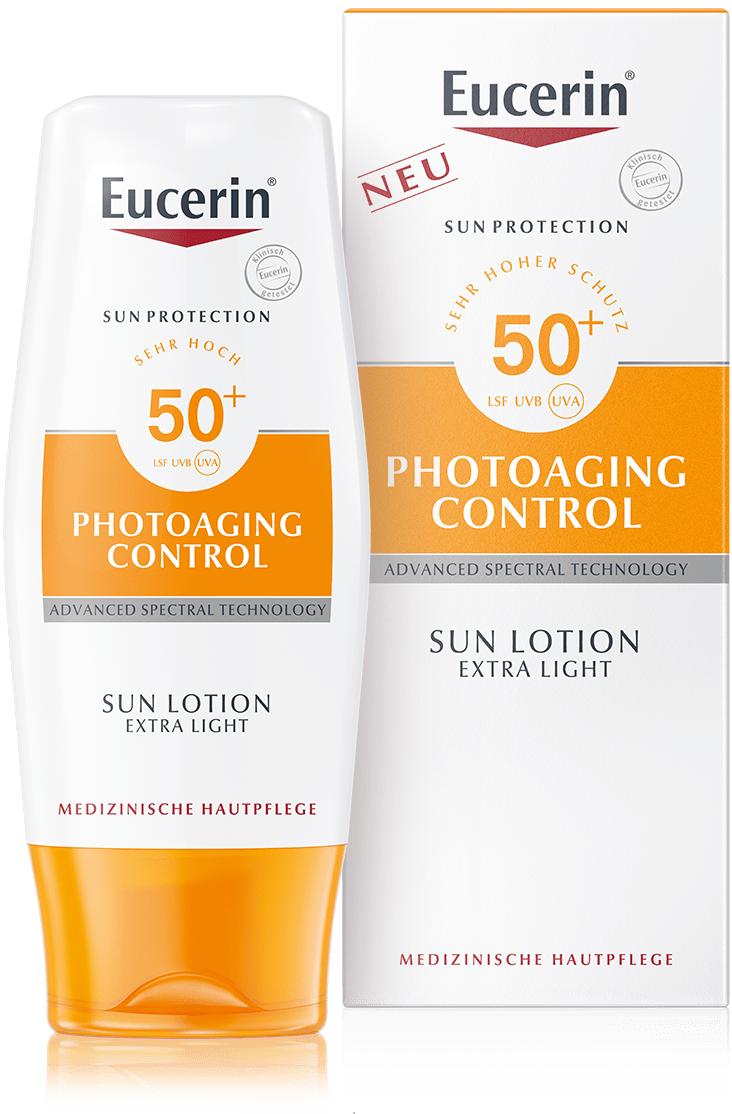 Eucerin®
Klinisch
Eucerin
getestet
SUN PROTECTION
SEHR HOCH
50+
LSF UVB UVA
PHOTOAGING
CONTROL
ADVANCED SPECTRAL TECHNOLOGY
SUN LOTION
EXTRA LIGHT
MEDIZINISCHE HAUTPFLEGE
Eucerin®
NEU
Klinisch
Eucerin
getestet
SUN PROTECTION
SEHR HOHER SCHUTZ
50+
LSF UVB UVA
PHOTOAGING
CONTROL
ADVANCED SPECTRAL TECHNOLOGY
SUN LOTION
EXTRA LIGHT
MEDIZINISCHE HAUTPFLEGE